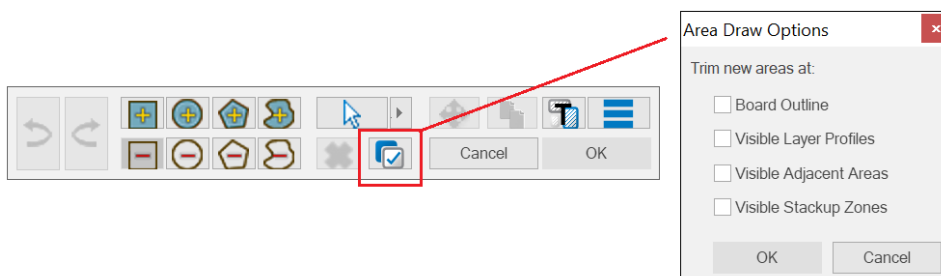 Area Draw Options
Trim new areas at:
Board Outline
Visible Layer Profiles
Visible Adjacent Areas
Visible Stackup Zones
OK Cancel
T
Cancel OK